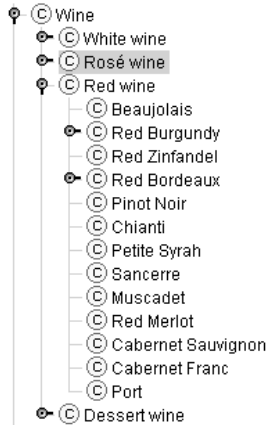 © Wine
© White wine
© Rosé wine
© Red wine
© Beaujolais
© Red Burgundy
© Red Zinfandel
© Red Bordeaux
© Pinot Noir
© Chianti
© Petite Syrah
© Sancerre
© Muscadet
© Red Merlot
© Cabernet Sauvignon
© Cabernet Franc
© Port
© Dessert wine